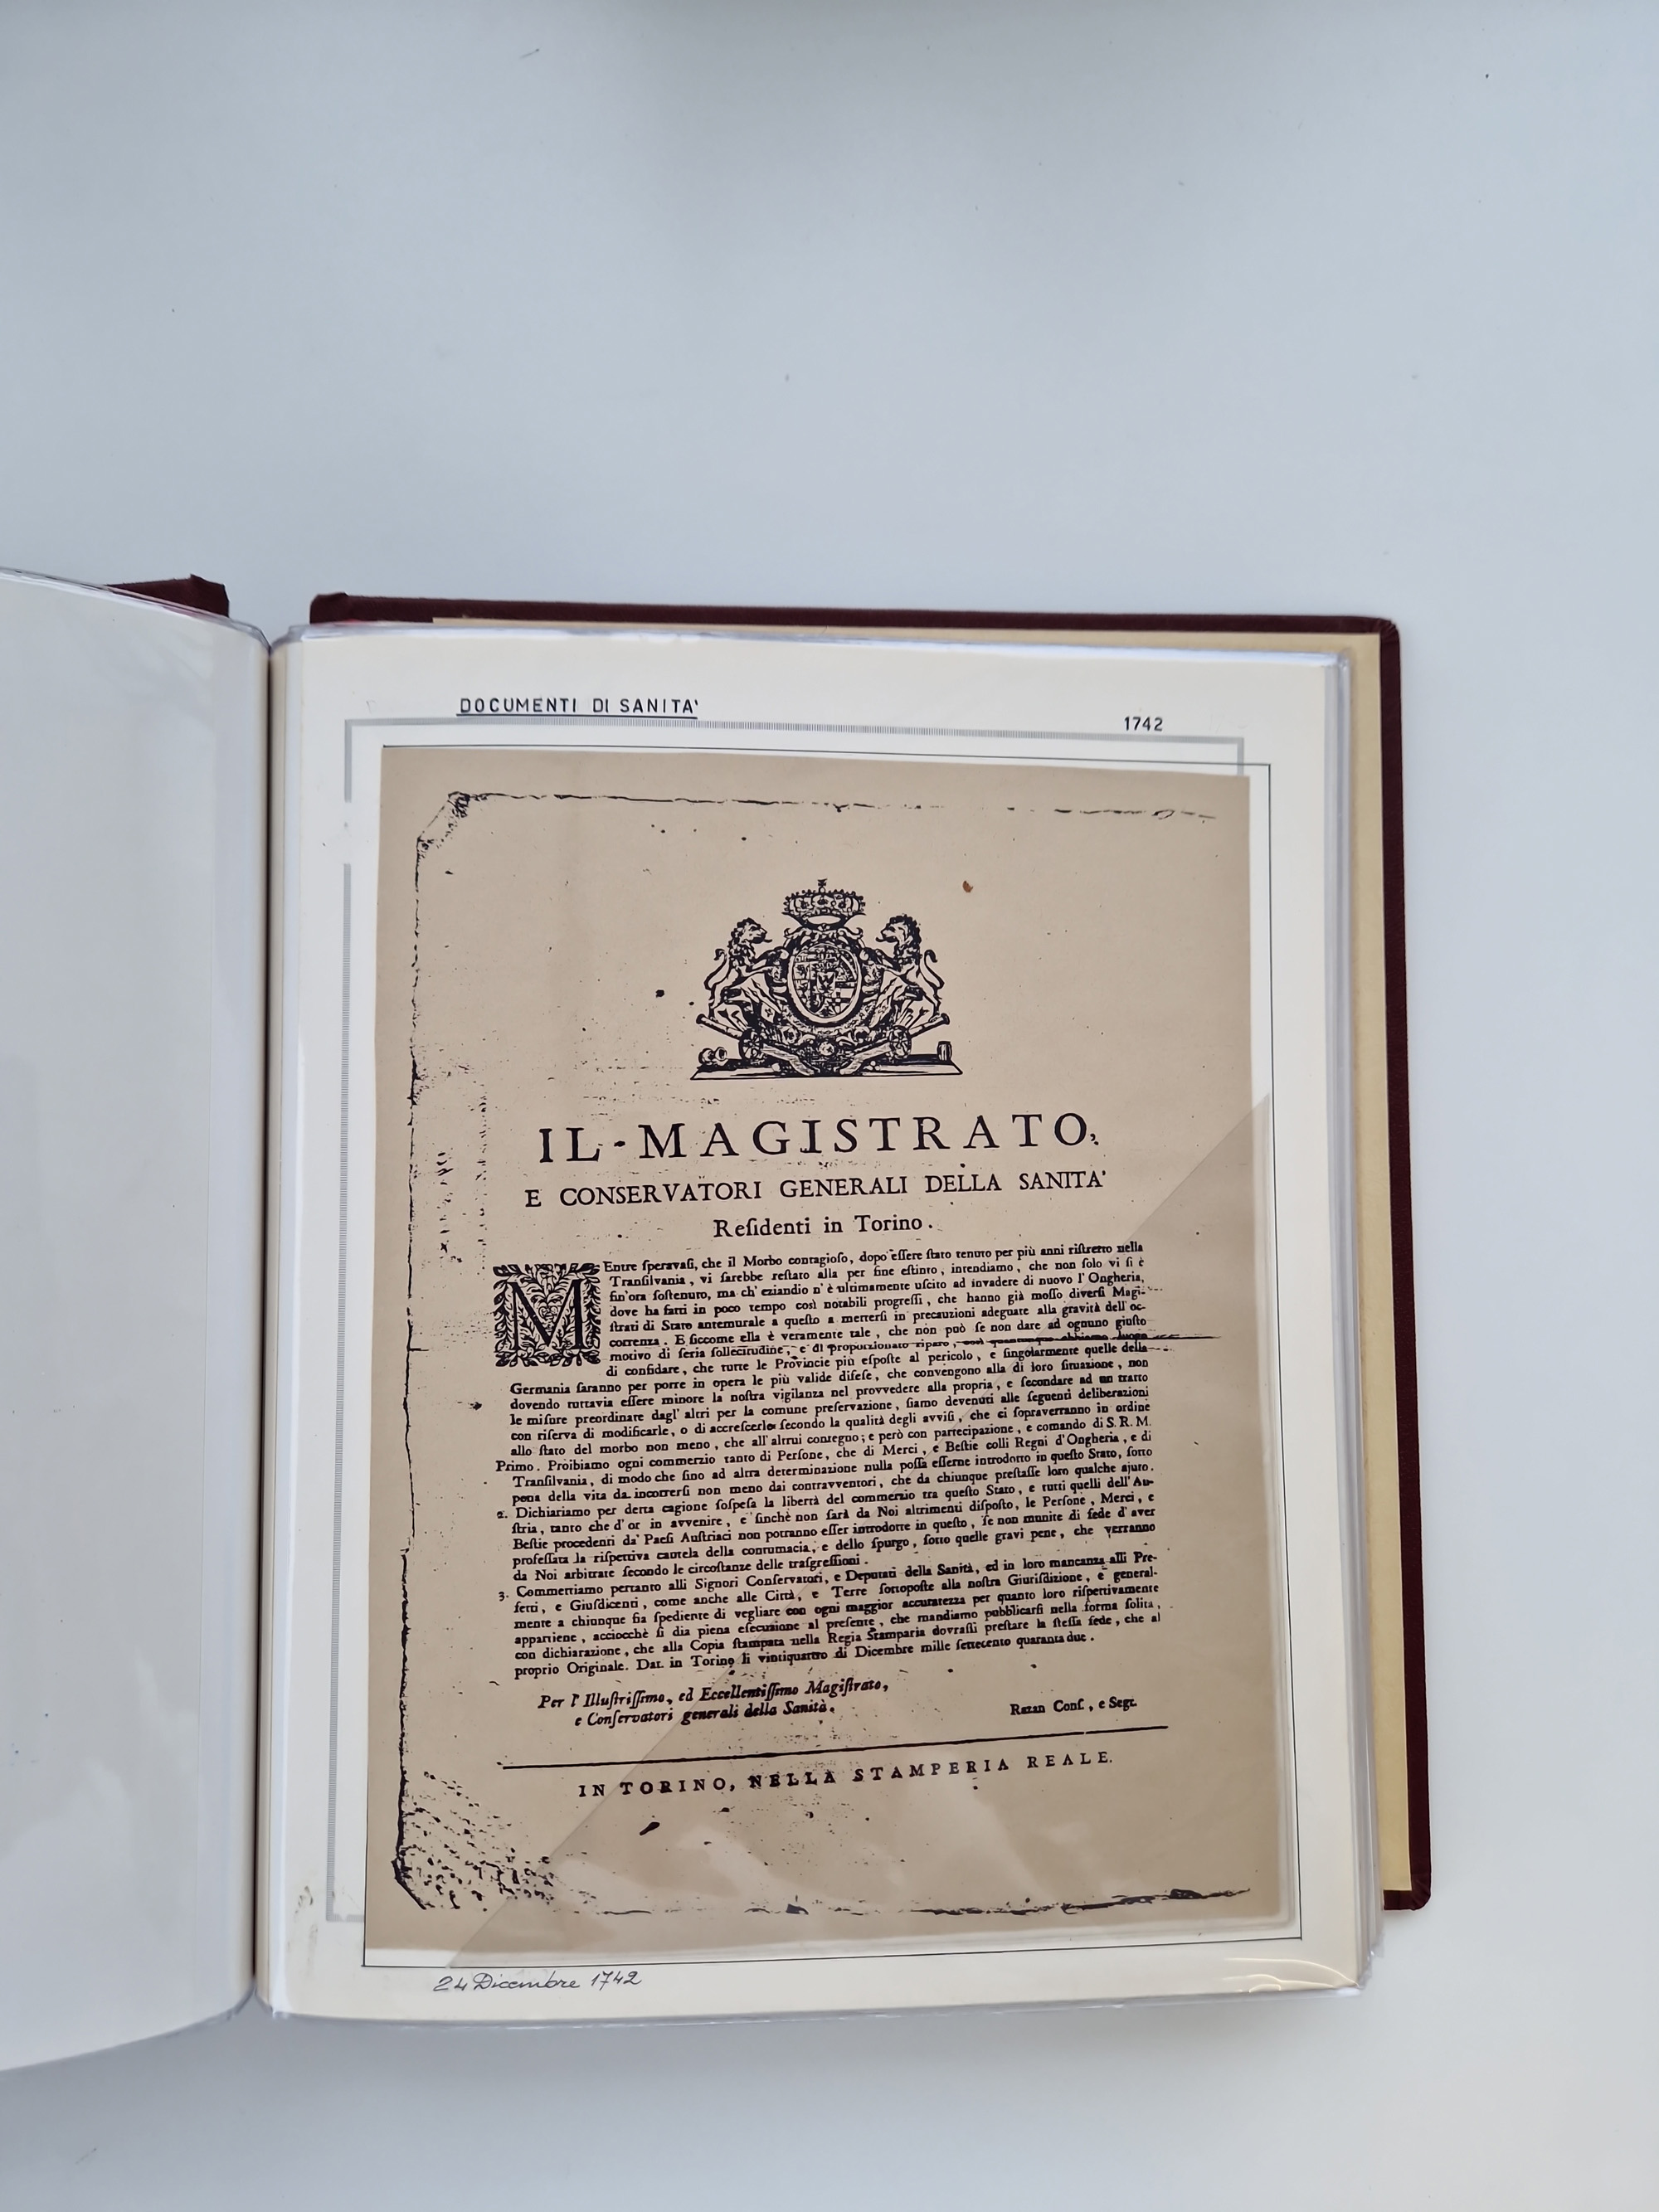 DOCUMENTI DI SANITA'
1742
IL-MAGISTRATO,
E CONSERVATORI GENERALI DELLA SANITA'
Reſidenti in Torino.
MEntre ſperavaſi, che il Morbo contagioſo, dopo eſſere ſtato tenuto per più anni riſtretto nella
Tranſilvania, vi ſarebbe reſtato alla per fine eſtinto, intendiamo, che non ſolo vi ſi è
fin'ora ſoſtenuto, ma ch' eziandio n'è ultimamente uſcito ad invadere di nuovo l'Ongheria,
dove ha fatti in poco tempo così notabili progreſſi, che hanno già moſſo diverſi Magi-
ſtrati di Stato antemurale a queſto a metterſi in precauzioni adeguate alla gravità dell'oc-
correnza. E ſiccome ella è veramente tale, che non può ſe non dare ad ognuno giuſto
motivo di ſeria ſollecitudine, e di proporzionato riparo, così quantunque abbiamo luogo
di confidare, che tutte le Provincie più eſpoſte al pericolo, e ſingolarmente quelle della
Germania ſaranno per porre in opera le più valide difeſe, che convengono alla di loro ſituazione, non
dovendo tuttavia eſſere minore la noſtra vigilanza nel provvedere alla propria, e ſecondare ad un tratto
le miſure preordinate dagl' altri per la comune preſervazione, ſiamo devenuti alle ſeguenti deliberazioni
con riſerva di modificarle, o di accreſcerle ſecondo la qualità degli avviſi, che ci ſopraverranno in ordine
allo ſtato del morbo non meno, che all'altrui contegno; e però con partecipazione, e comando di S. R. M.
Primo. Proibiamo ogni commerzio tanto di Perſone, che di Merci, e Beſtie colli Regni d'Ongheria, e di
Tranſilvania, di modo che ſino ad altra determinazione nulla poſſa eſſerne introdotto in queſto Stato, ſotto
pena della vita da incorrerſi non meno dai contravventori, che da chiunque preſtaſſe loro qualche ajuto.
2. Dichiariamo per detta cagione ſoſpeſa la libertà del commerzio tra queſto Stato, e tutti quelli dell'Au-
ſtria, tanto che d'or in avvenire, e ſinchè non ſarà da Noi altrimenti diſpoſto, le Perſone, Merci, e
Beſtie procedenti da' Paeſi Auſtriaci non potranno eſſer introdotte in queſto, ſe non munite di fede d'aver
profeſſata la riſpettiva cautela della contumacia, e dello ſpurgo, ſotto quelle gravi pene, che verranno
da Noi arbitrate ſecondo le circoſtanze delle traſgreſſioni.
3. Commettiamo pertanto alli Signori Conſervatori, e Deputati della Sanità, ed in loro mancanza alli Pre-
fetti, e Giuſdicenti, come anche alle Città, e Terre ſottopoſte alla noſtra Giuriſdizione, e general-
mente a chiunque fia ſpediente di vegliare con ogni maggior accuratezza per quanto loro riſpettivamente
appartiene, acciocchè ſi dia piena eſecuzione al preſente, che mandiamo pubblicarſi nella forma ſolita,
con dichiarazione, che alla Copia ſtampata nella Regia Stamparia dovraſſi preſtare la ſteſſa fede, che al
proprio Originale. Dat. in Torino li vintiquattro di Dicembre mille ſettecento quaranta due.
Per l' Illuſtriſſimo, ed Eccellentiſſimo Magiſtrato,
e Conſervatori generali della Sanità.
Razan Conſ., e Segr.
IN TORINO, NELLA STAMPERIA REALE.
24 Dicembre 1742